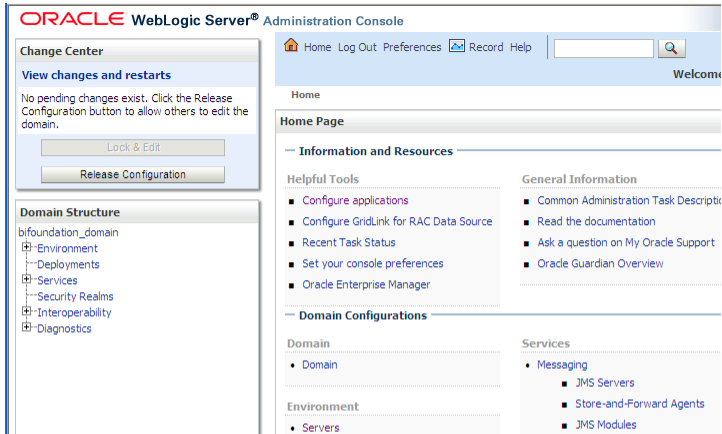 ORACLE WebLogic Server® Administration Console
Change Center
View changes and restarts
No pending changes exist. Click the Release
Configuration button to allow others to edit the
domain.
Lock & Edit
Release Configuration
Domain Structure
bifoundation_domain
Environment
Deployments
Services
Security Realms
Interoperability
Diagnostics
Home Log Out Preferences Record Help
Welcome
Home
Home Page
Information and Resources
Helpful Tools
Configure applications
Configure GridLink for RAC Data Source
Recent Task Status
Set your console preferences
Oracle Enterprise Manager
General Information
Common Administration Task Descriptio
Read the documentation
Ask a question on My Oracle Support
Oracle Guardian Overview
Domain Configurations
Domain
Domain
Environment
Servers
Services
Messaging
JMS Servers
Store-and-Forward Agents
JMS Modules